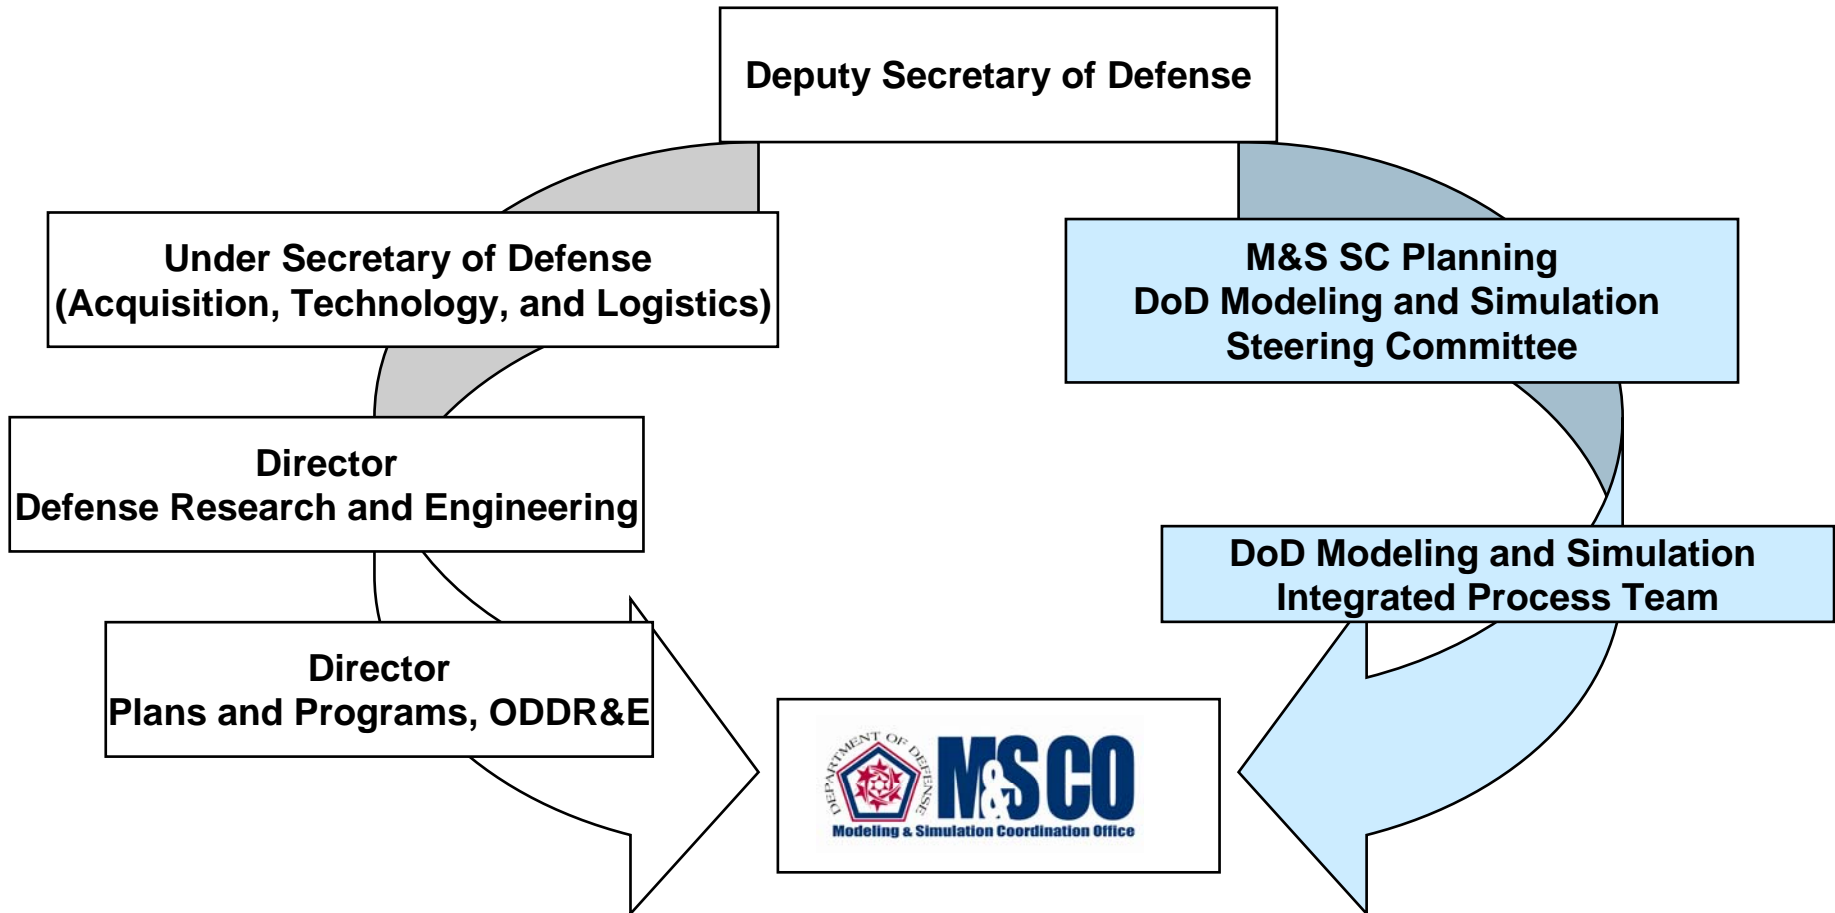 Deputy Secretary of Defense
Under Secretary of Defense
(Acquisition, Technology, and Logistics)
M&S SC Planning
DoD Modeling and Simulation
Steering Committee
Director
Defense Research and Engineering
DoD Modeling and Simulation
Integrated Process Team
Director
Plans and Programs, ODDR&E
DEPARTMENT OF DEFENSE
M&SCO
Modeling & Simulation Coordination Office